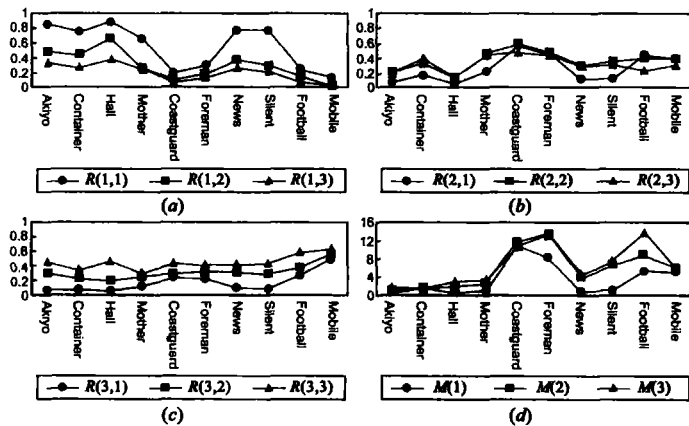 1
0.8
0.6
0.4
0.2
0
Akiyo
Container
Hall
Mother
Coastguard
Foreman
News
Silent
Football
Mobile
R(1,1) R(1,2) R(1,3)
(a)
1
0.8
0.6
0.4
0.2
0
Akiyo
Container
Hall
Mother
Coastguard
Foreman
News
Silent
Football
Mobile
R(2,1) R(2,2) R(2,3)
(b)
1
0.8
0.6
0.4
0.2
0
Akiyo
Container
Hall
Mother
Coastguard
Foreman
News
Silent
Football
Mobile
R(3,1) R(3,2) R(3,3)
(c)
16
12
8
4
0
Akiyo
Container
Hall
Mother
Coastguard
Foreman
News
Silent
Football
Mobile
M(1) M(2) M(3)
(d)